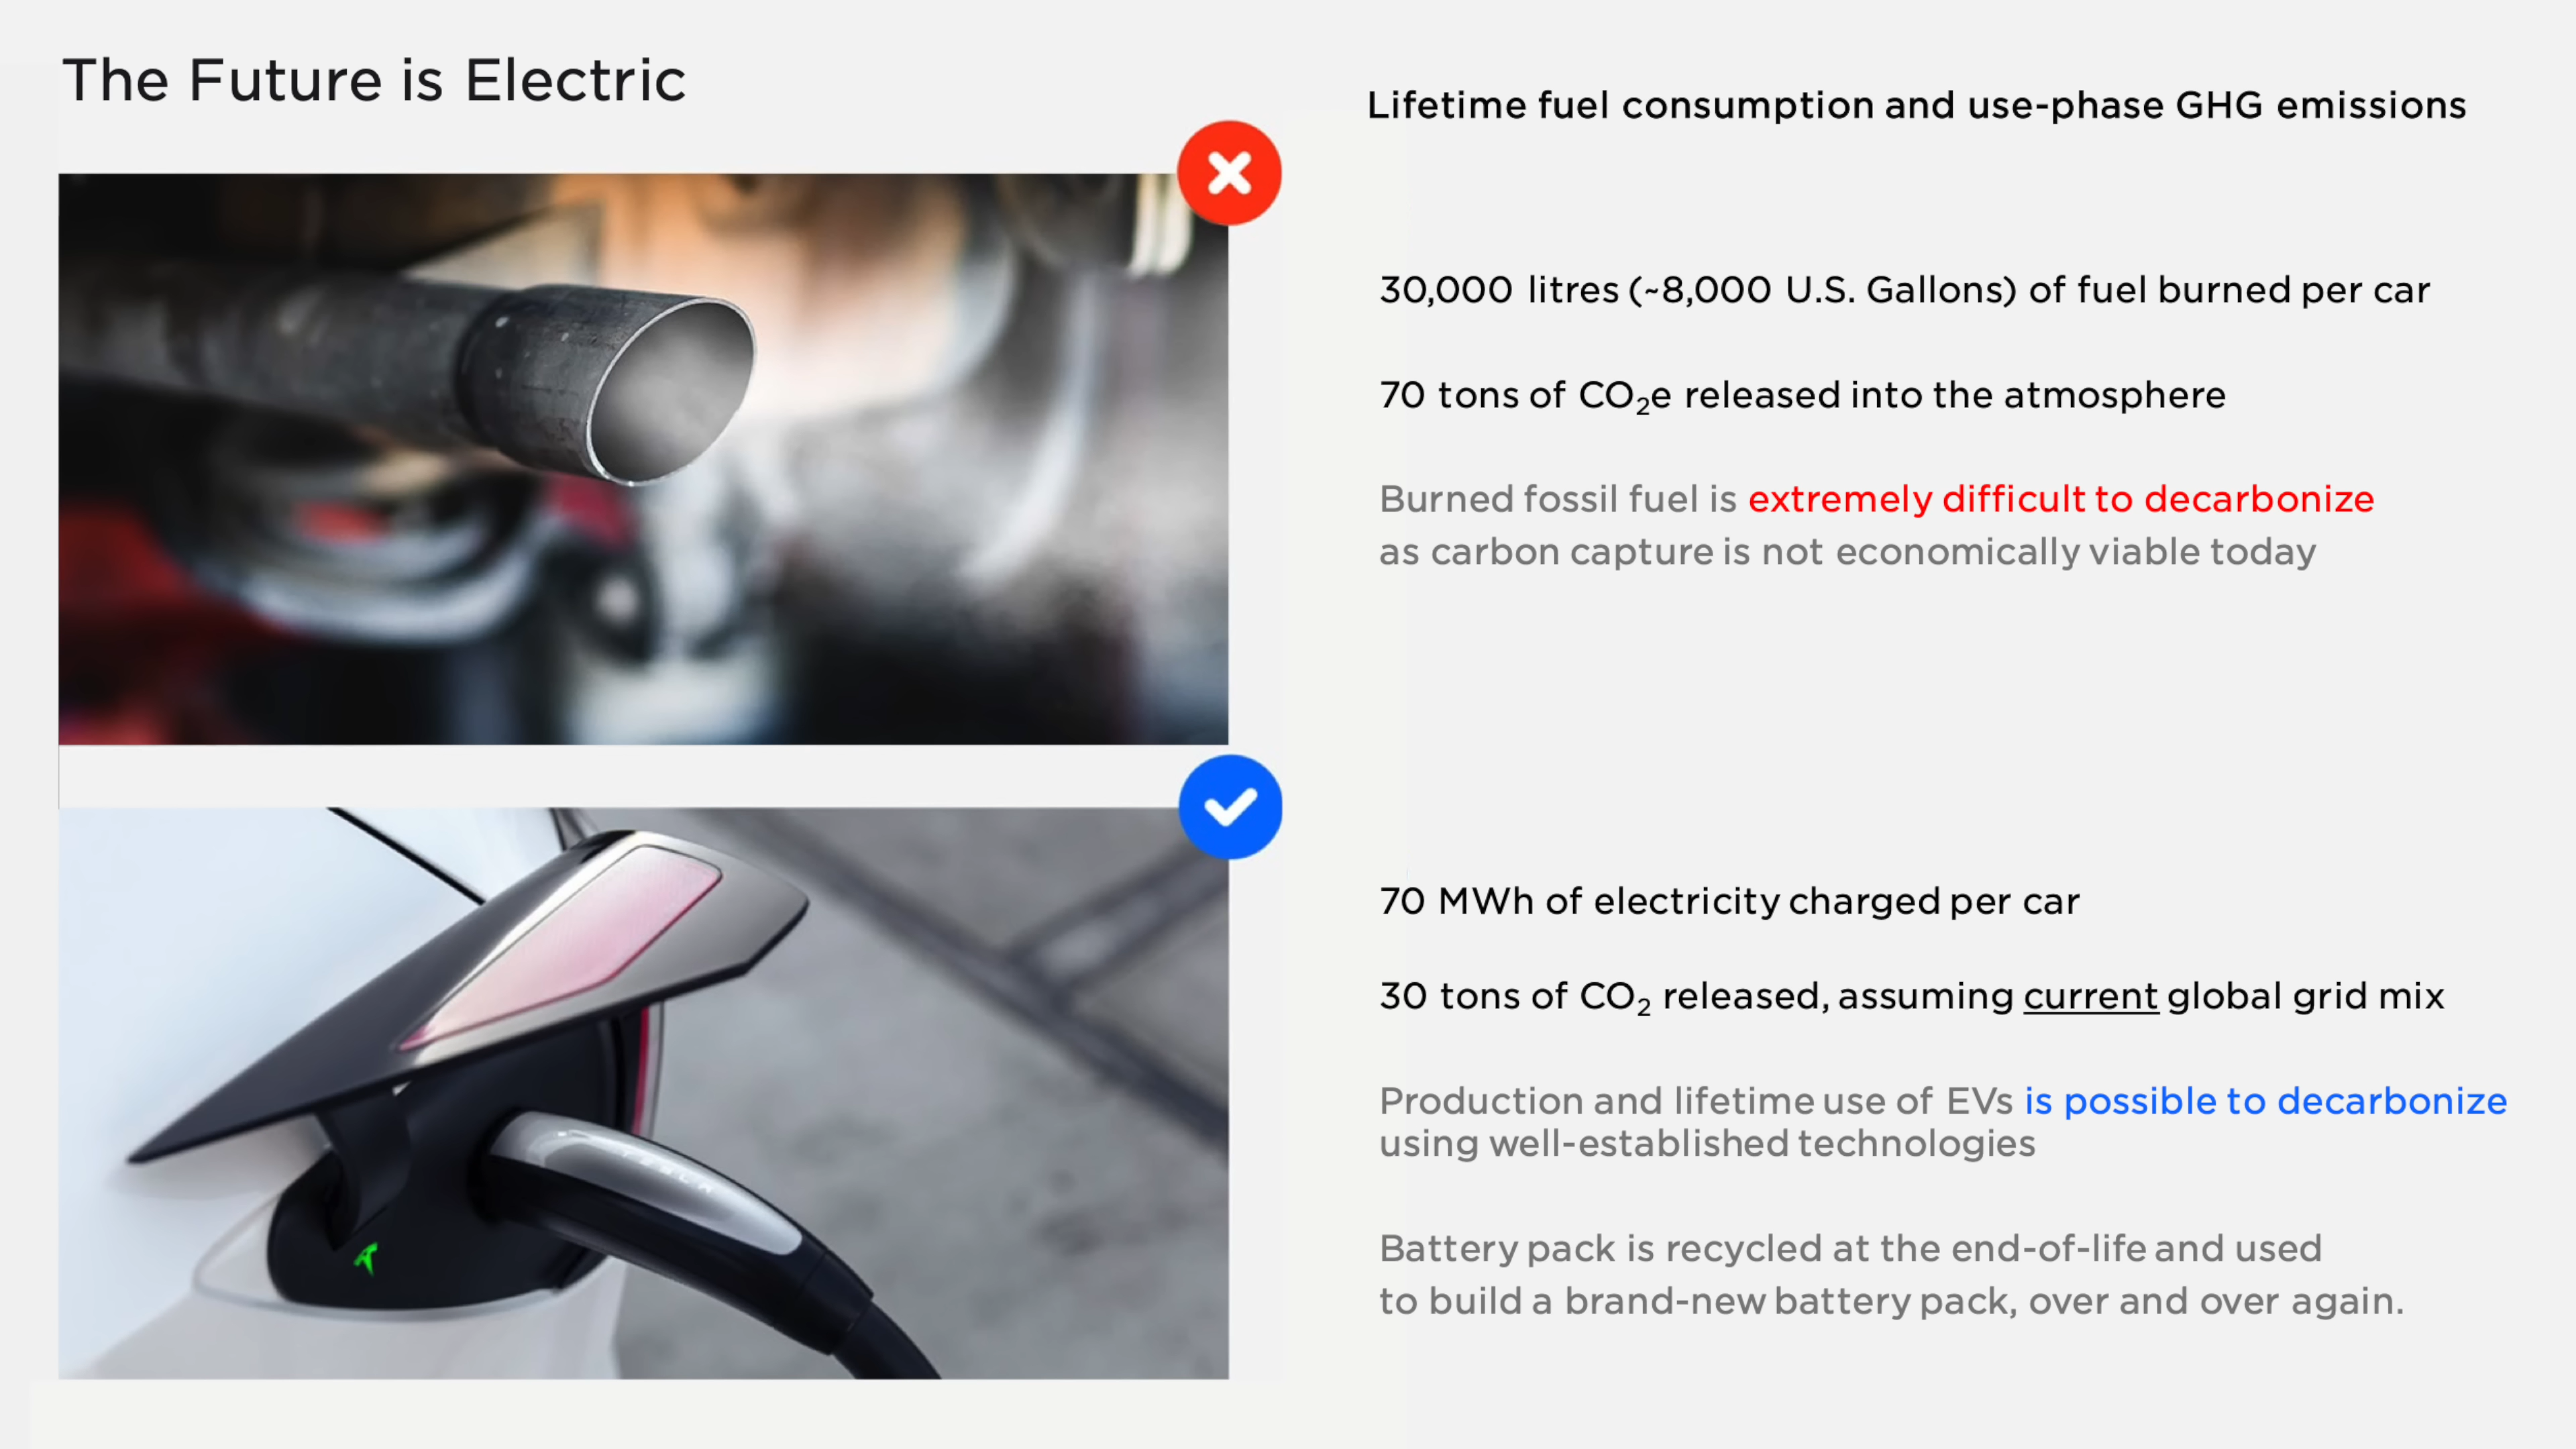 The Future is Electric
Lifetime fuel consumption and use-phase GHG emissions
30,000 litres (~8,000 U.S. Gallons) of fuel burned per car
70 tons of CO₂e released into the atmosphere
Burned fossil fuel is extremely difficult to decarbonize
as carbon capture is not economically viable today
70 MWh of electricity charged per car
30 tons of CO₂ released, assuming current global grid mix
Production and lifetime use of EVs is possible to decarbonize
using well-established technologies
Battery pack is recycled at the end-of-life and used
to build a brand-new battery pack, over and over again.
TESLA